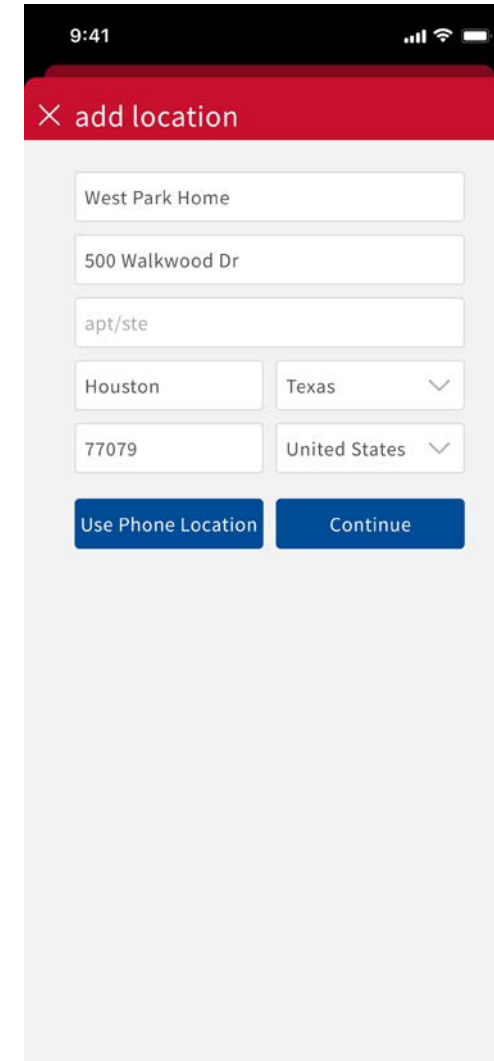 9:41
add location
West Park Home
500 Walkwood Dr
apt/ste
Houston
Texas
77079
United States
Use Phone Location
Continue